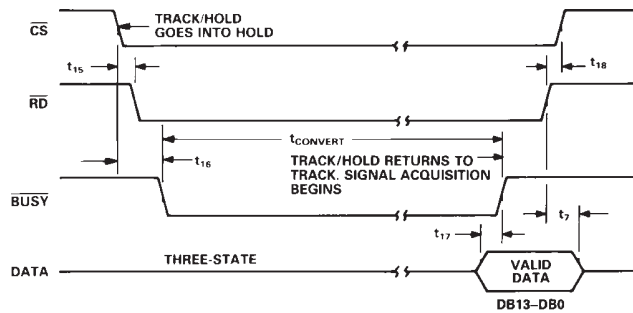 TRACK/HOLD
GOES INTO HOLD
CS
t15
t18
RD
tCONVERT
t16
TRACK/HOLD RETURNS TO
TRACK. SIGNAL ACQUISITION
BEGINS
BUSY
t17
t7
THREE-STATE
VALID
DATA
DATA
DB13–DB0